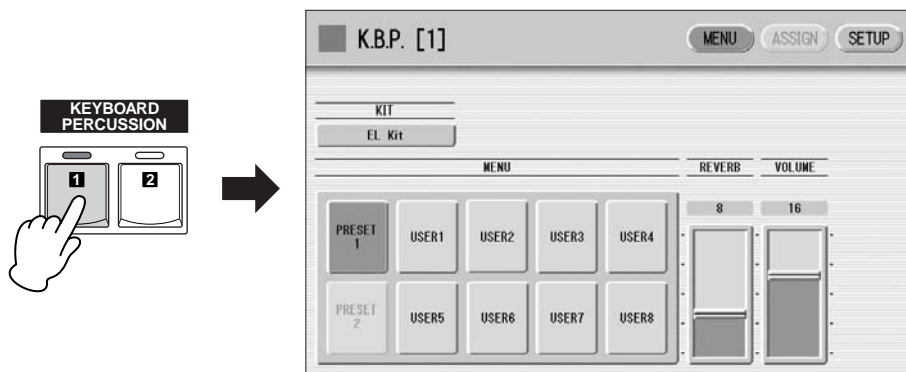 KEYBOARD
PERCUSSION
1 2
K.B.P. [1] MENU ASSIGN SETUP
KIT
EL Kit
MENU REVERB VOLUME
8 16
PRESET
1
USER1 USER2 USER3 USER4
PRESET
2
USER5 USER6 USER7 USER8